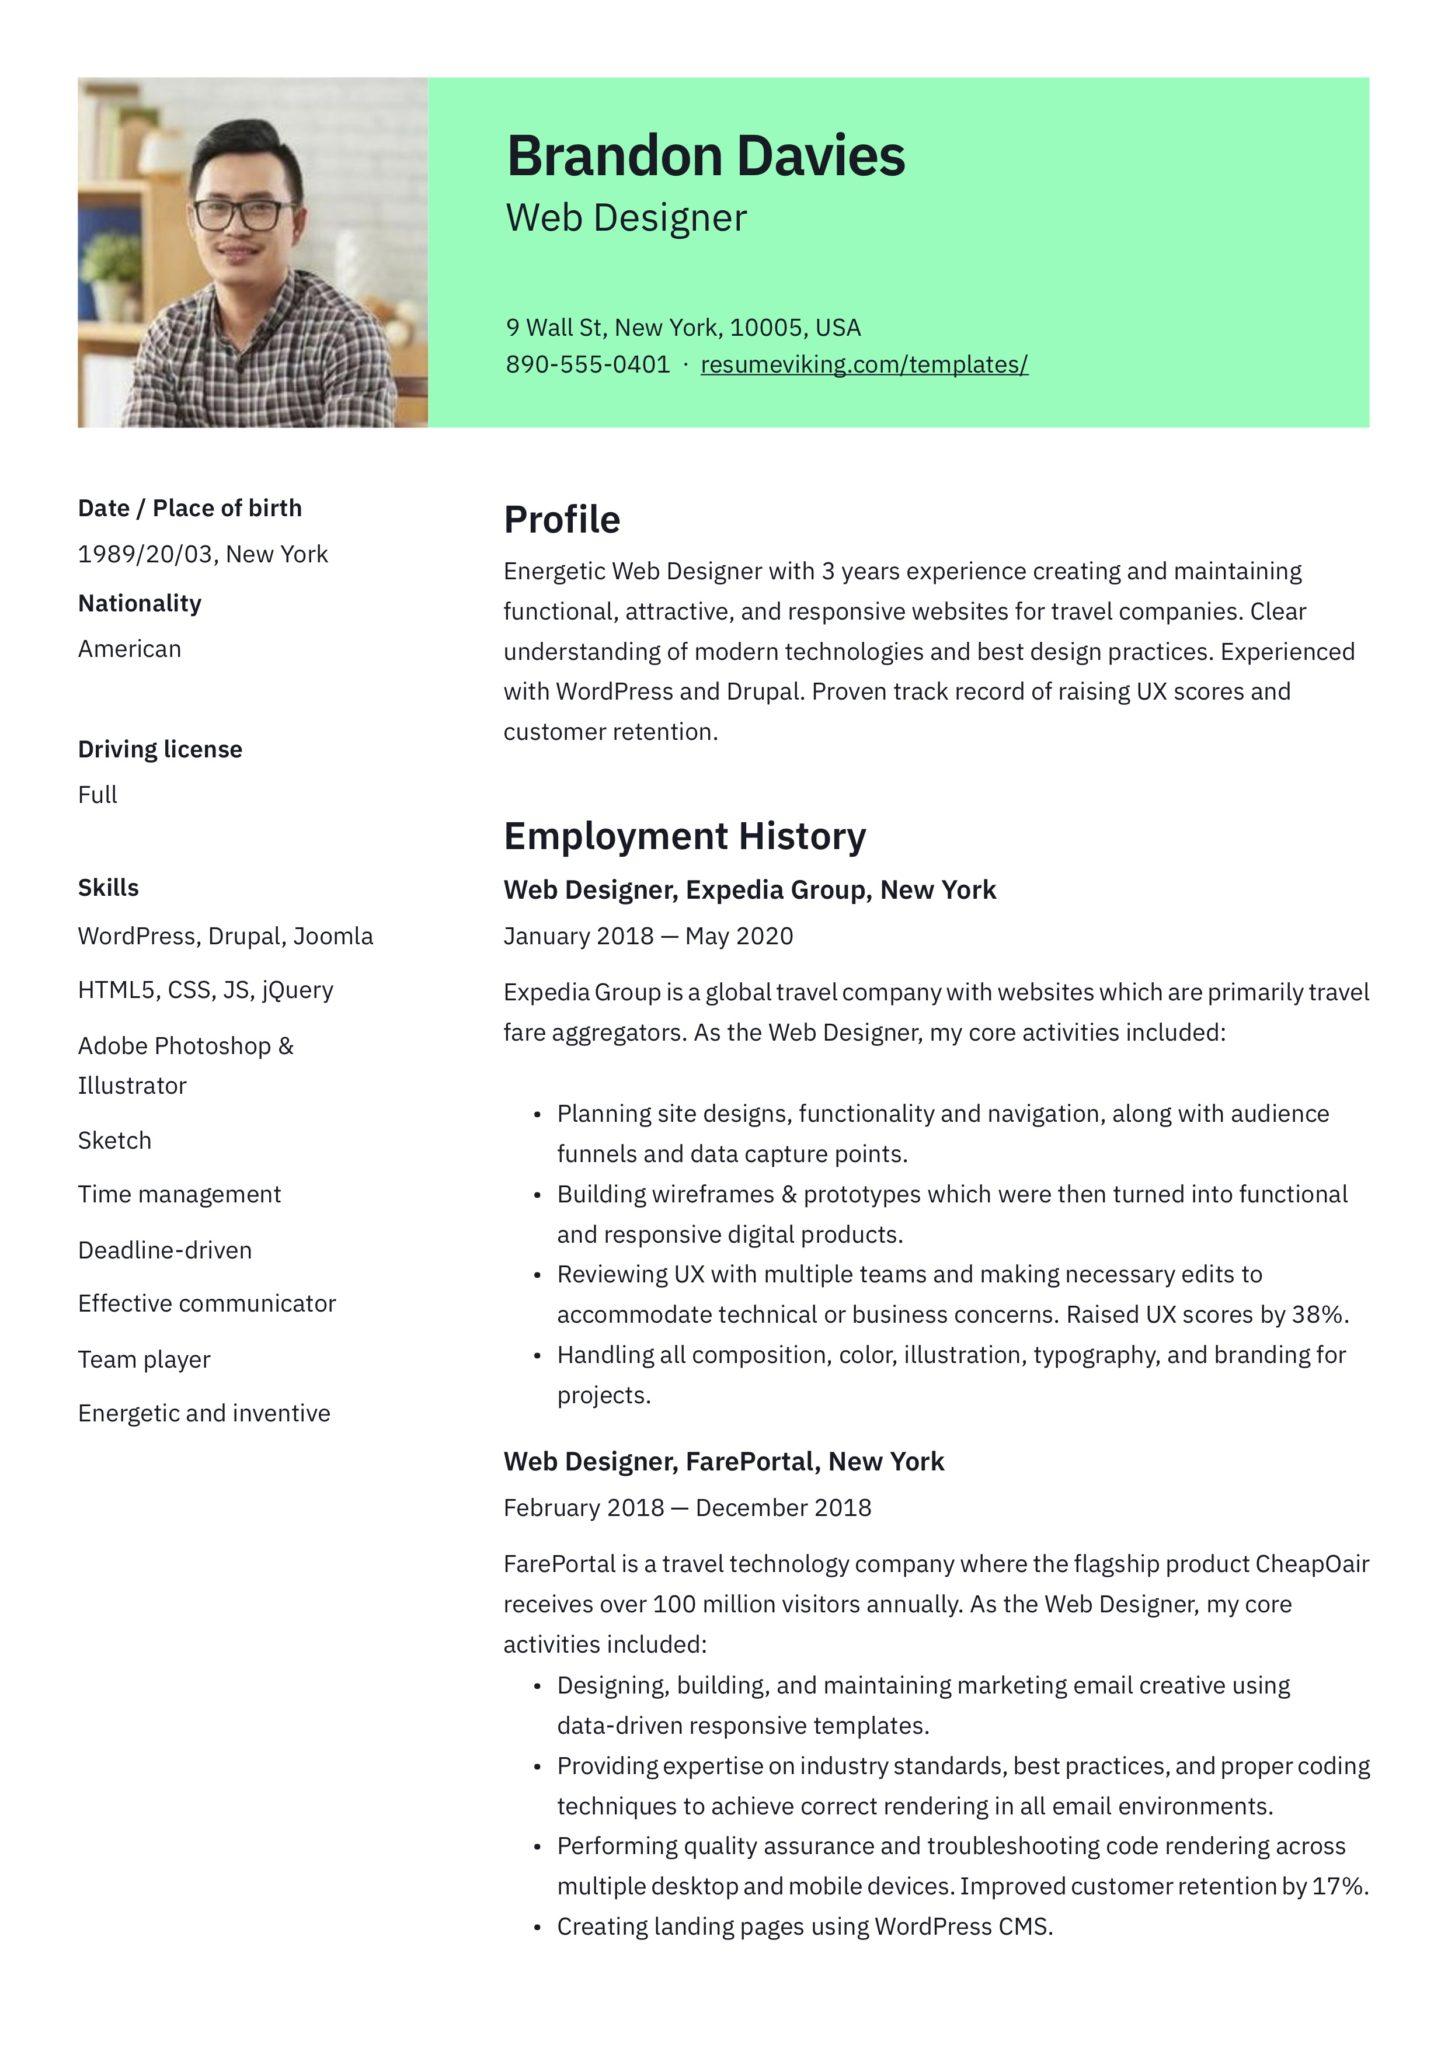 Brandon Davies
Web Designer
9 Wall St, New York, 10005, USA
890-555-0401 · resumeviking.com/templates/
Date / Place of birth
1989/20/03, New York
Nationality
American
Driving license
Full
Skills
WordPress, Drupal, Joomla
HTML5, CSS, JS, jQuery
Adobe Photoshop &
Illustrator
Sketch
Time management
Deadline-driven
Effective communicator
Team player
Energetic and inventive
Profile
Energetic Web Designer with 3 years experience creating and maintaining
functional, attractive, and responsive websites for travel companies. Clear
understanding of modern technologies and best design practices. Experienced
with WordPress and Drupal. Proven track record of raising UX scores and
customer retention.
Employment History
Web Designer, Expedia Group, New York
January 2018 — May 2020
Expedia Group is a global travel company with websites which are primarily travel
fare aggregators. As the Web Designer, my core activities included:
• Planning site designs, functionality and navigation, along with audience
funnels and data capture points.
• Building wireframes & prototypes which were then turned into functional
and responsive digital products.
• Reviewing UX with multiple teams and making necessary edits to
accommodate technical or business concerns. Raised UX scores by 38%.
• Handling all composition, color, illustration, typography, and branding for
projects.
Web Designer, FarePortal, New York
February 2018 — December 2018
FarePortal is a travel technology company where the flagship product CheapOair
receives over 100 million visitors annually. As the Web Designer, my core
activities included:
• Designing, building, and maintaining marketing email creative using
data-driven responsive templates.
• Providing expertise on industry standards, best practices, and proper coding
techniques to achieve correct rendering in all email environments.
• Performing quality assurance and troubleshooting code rendering across
multiple desktop and mobile devices. Improved customer retention by 17%.
• Creating landing pages using WordPress CMS.